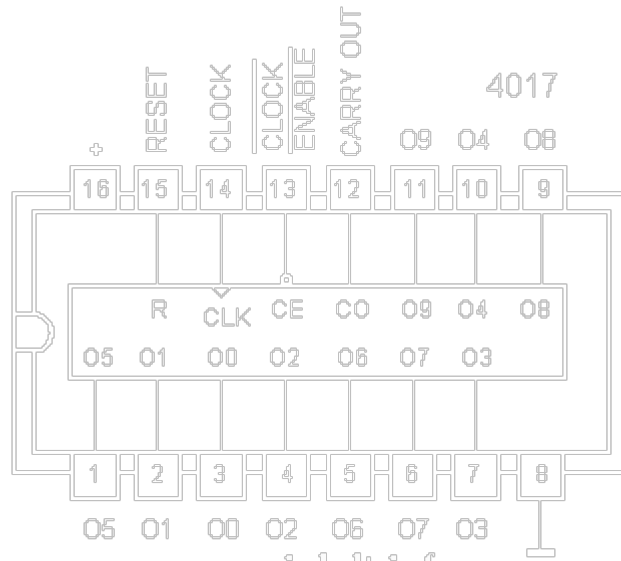 RESET CLOCK CLOCK ENABLE CARRY OUT 4017
+ O9 O4 O8
16 15 14 13 12 11 10 9
R CLK CE CO O9 O4 O8
O5 O1 O0 O2 O6 O7 O3
1 2 3 4 5 6 7 8
O5 O1 O0 O2 O6 O7 O3